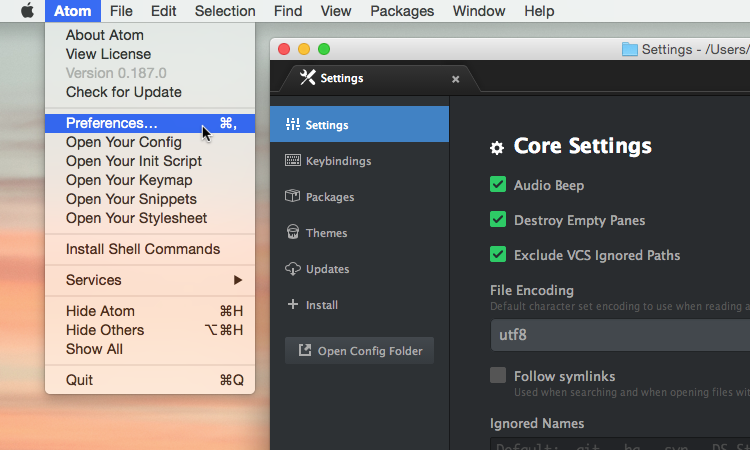 Atom File Edit Selection Find View Packages Window Help
About Atom
View License
Version 0.187.0
Check for Update
Preferences… ⌘,
Open Your Config
Open Your Init Script
Open Your Keymap
Open Your Snippets
Open Your Stylesheet
Install Shell Commands
Services
Hide Atom ⌘H
Hide Others ⌥⌘H
Show All
Quit ⌘Q
Settings - /Users/
Settings
Settings
Keybindings
Packages
Themes
Updates
Install
Open Config Folder
Core Settings
Audio Beep
Destroy Empty Panes
Exclude VCS Ignored Paths
File Encoding
Default character set encoding to use when reading a
utf8
Follow symlinks
Used when searching and when opening files wit
Ignored Names